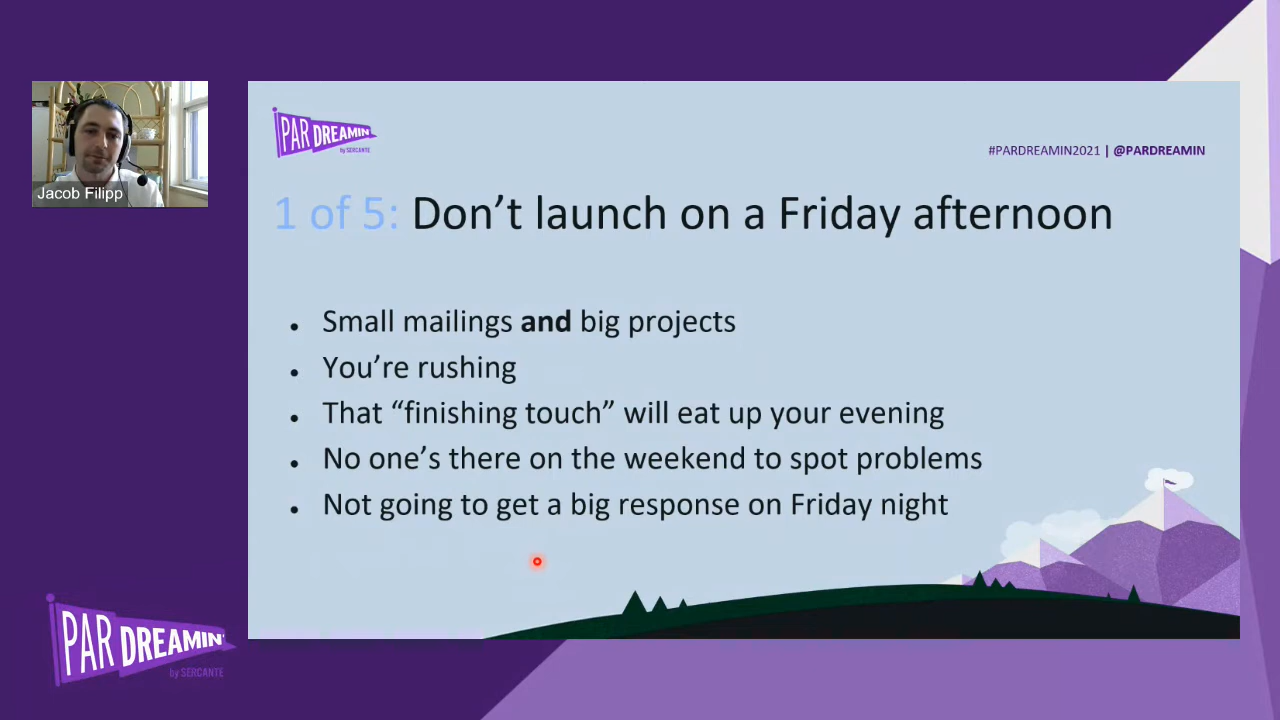 Jacob Filipp
PAR DREAMIN'
by SERCANTE
#PARDREAMIN2021 | @PARDREAMIN
1 of 5: Don’t launch on a Friday afternoon
• Small mailings and big projects
• You’re rushing
• That “finishing touch” will eat up your evening
• No one’s there on the weekend to spot problems
• Not going to get a big response on Friday night
PAR DREAMIN'
by SERCANTE